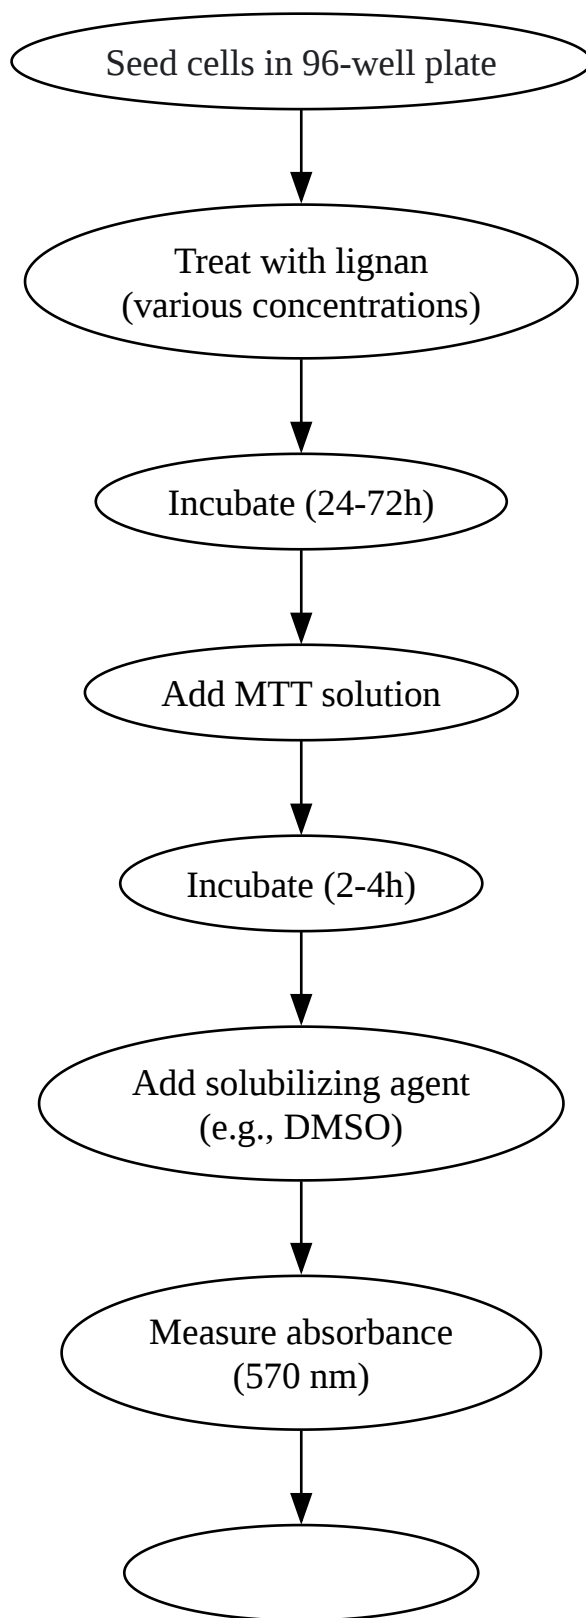 Seed cells in 96-well plate
Treat with lignan
(various concentrations)
Incubate (24-72h)
Add MTT solution
Incubate (2-4h)
Add solubilizing agent
(e.g., DMSO)
Measure absorbance
(570 nm)